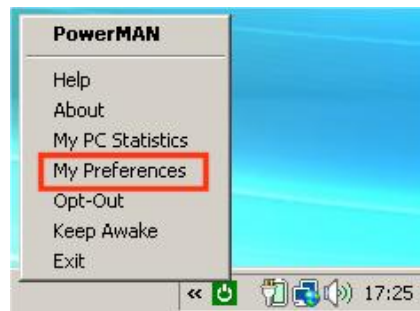 PowerMAN
Help
About
My PC Statistics
My Preferences
Opt-Out
Keep Awake
Exit
« 17:25